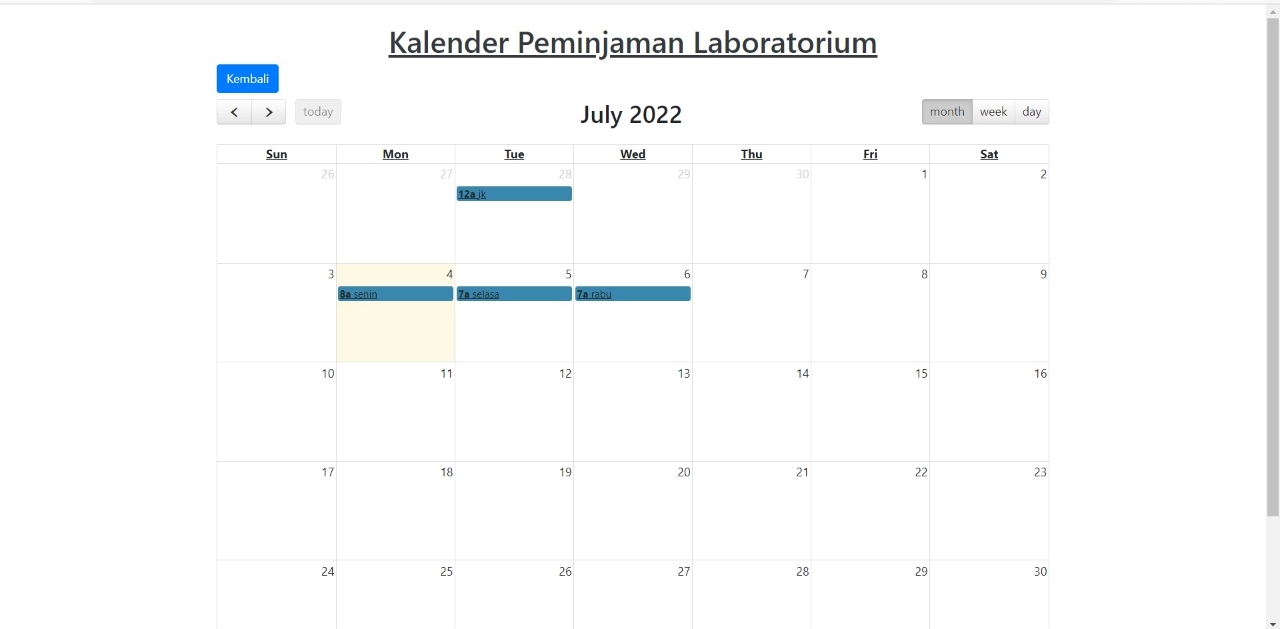 Kalender Peminjaman Laboratorium
Kembali
today July 2022 month week day
Sun Mon Tue Wed Thu Fri Sat
26 27 28 29 30 1 2
12a jk
3 4 5 6 7 8 9
8a senin 7a selasa 7a rabu
10 11 12 13 14 15 16
17 18 19 20 21 22 23
24 25 26 27 28 29 30